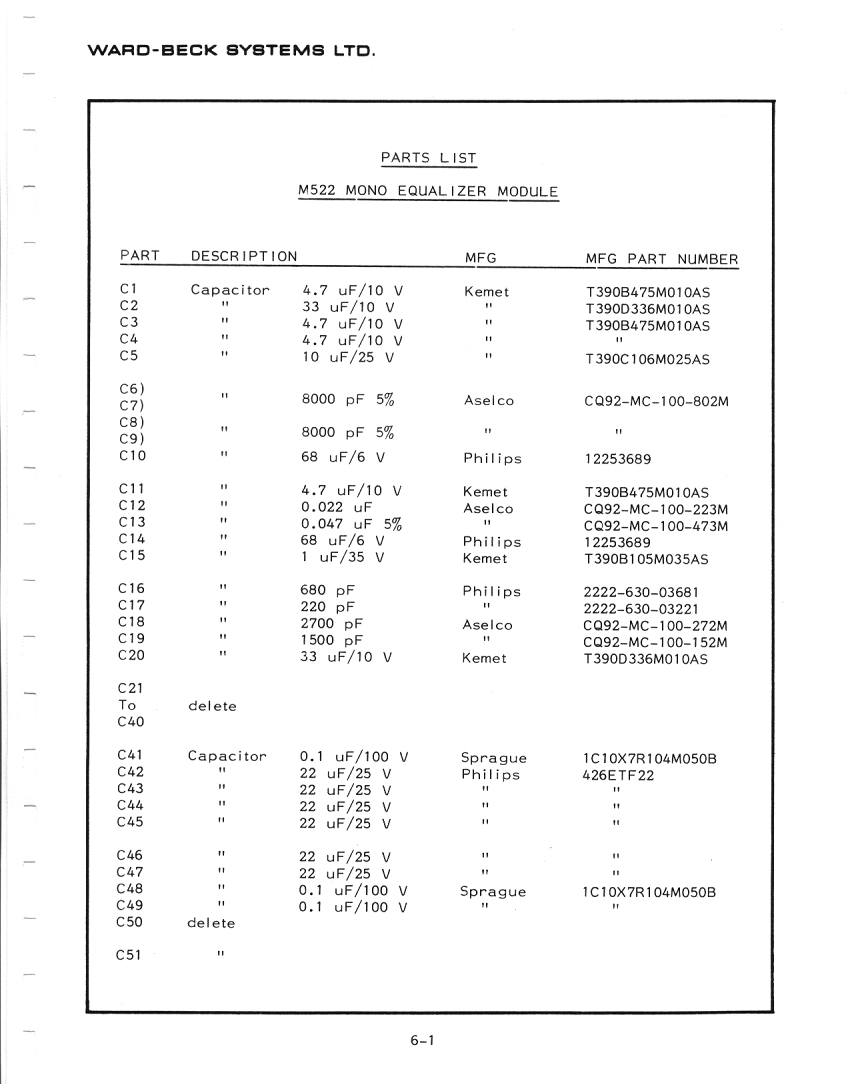 WARD-BECK SYSTEMS LTD.
PARTS LIST
M522 MONO EQUALIZER MODULE
PART DESCRIPTION MFG MFG PART NUMBER
C1 Capacitor 4.7 uF/10 V Kemet T390B475M010AS
C2 " 33 uF/10 V " T390D336M010AS
C3 " 4.7 uF/10 V " T390B475M010AS
C4 " 4.7 uF/10 V " "
C5 " 10 uF/25 V " T390C106M025AS
C6)
C7) " 8000 pF 5% Aselco CQ92-MC-100-802M
C8)
C9) " 8000 pF 5% " "
C10 " 68 uF/6 V Philips 12253689
C11 " 4.7 uF/10 V Kemet T390B475M010AS
C12 " 0.022 uF Aselco CQ92-MC-100-223M
C13 " 0.047 uF 5% " CQ92-MC-100-473M
C14 " 68 uF/6 V Philips 12253689
C15 " 1 uF/35 V Kemet T390B105M035AS
C16 " 680 pF Philips 2222-630-03681
C17 " 220 pF " 2222-630-03221
C18 " 2700 pF Aselco CQ92-MC-100-272M
C19 " 1500 pF " CQ92-MC-100-152M
C20 " 33 uF/10 V Kemet T390D336M010AS
C21
To delete
C40
C41 Capacitor 0.1 uF/100 V Sprague 1C10X7R104M050B
C42 " 22 uF/25 V Philips 426ETF22
C43 " 22 uF/25 V " "
C44 " 22 uF/25 V " "
C45 " 22 uF/25 V " "
C46 " 22 uF/25 V " "
C47 " 22 uF/25 V " "
C48 " 0.1 uF/100 V Sprague 1C10X7R104M050B
C49 " 0.1 uF/100 V " "
C50 delete
C51 "
6-1